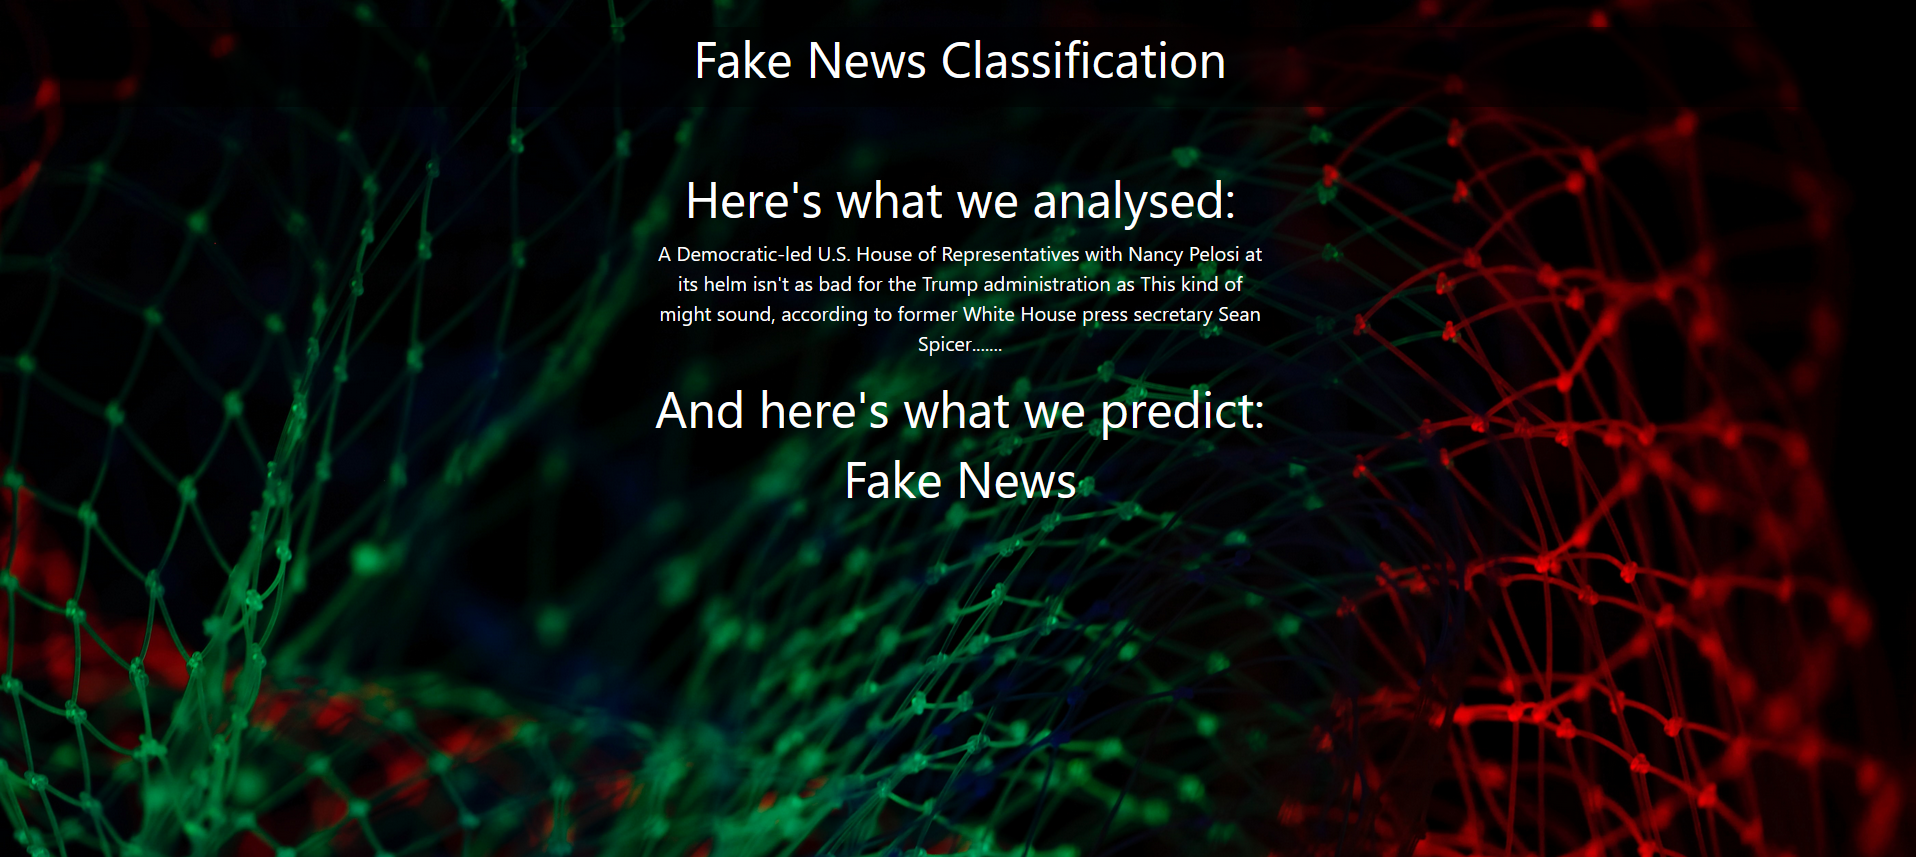 Fake News Classification
Here's what we analysed:
A Democratic-led U.S. House of Representatives with Nancy Pelosi at
its helm isn't as bad for the Trump administration as This kind of
might sound, according to former White House press secretary Sean
Spicer.......
And here's what we predict:
Fake News